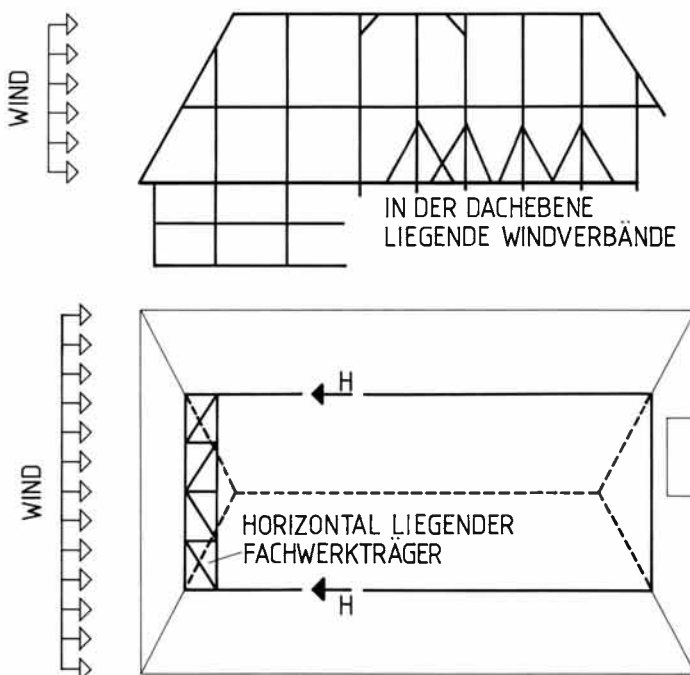 WIND
IN DER DACHEBENE
LIEGENDE WINDVERBÄNDE
WIND
H
HORIZONTAL LIEGENDER
FACHWERKTRÄGER
H